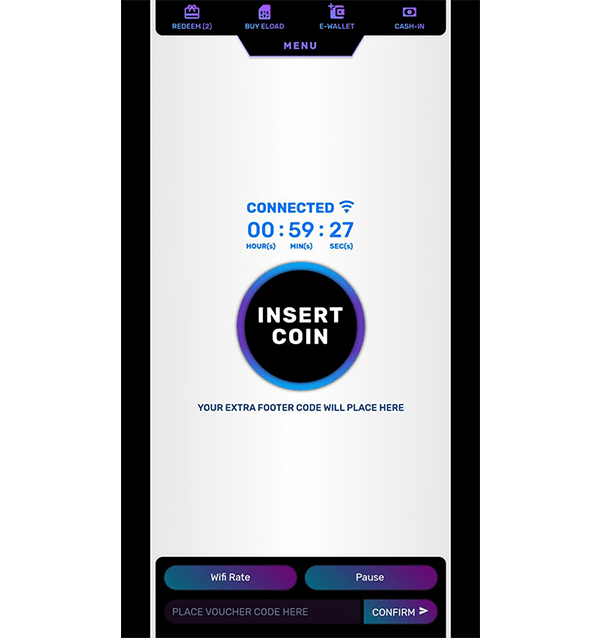 REDEEM (2) BUY ELOAD E-WALLET CASH-IN
MENU
CONNECTED
00 : 59 : 27
HOUR(s) MIN(s) SEC(s)
INSERT
COIN
YOUR EXTRA FOOTER CODE WILL PLACE HERE
Wifi Rate Pause
PLACE VOUCHER CODE HERE CONFIRM